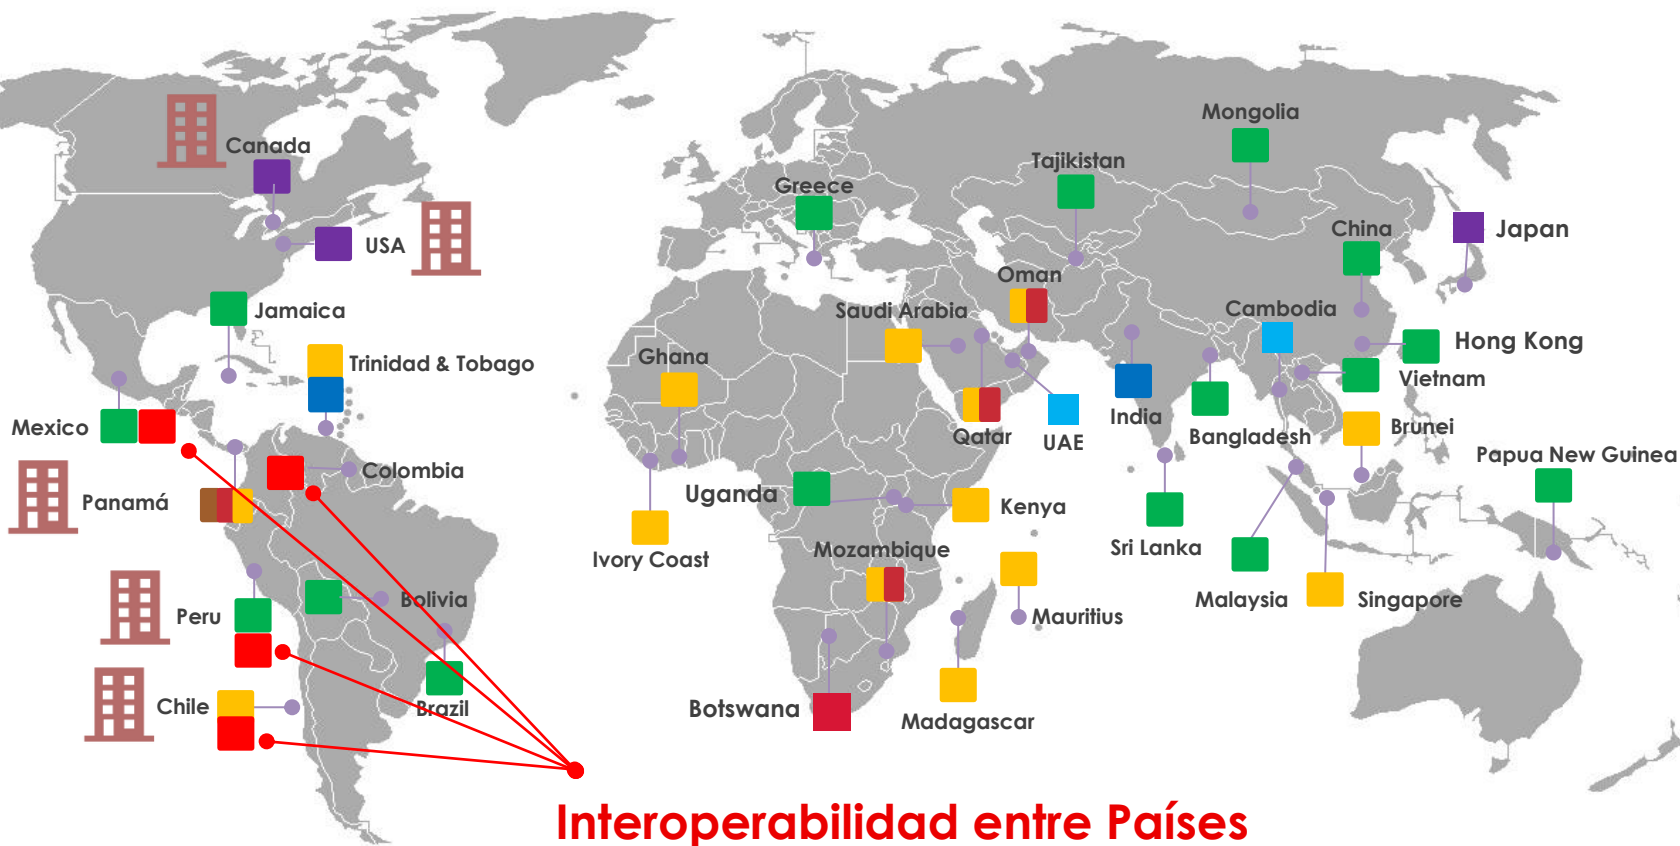 Mongolia
Canada
Tajikistan
Greece
China
Japan
USA
Oman
Jamaica
Saudi Arabia
Cambodia
Hong Kong
Trinidad & Tobago
Ghana
Vietnam
Mexico
India
Qatar
UAE
Bangladesh
Brunei
Papua New Guinea
Colombia
Panamá
Uganda
Kenya
Ivory Coast
Mozambique
Sri Lanka
Malaysia
Singapore
Bolivia
Peru
Mauritius
Chile
Brazil
Botswana
Madagascar
Interoperabilidad entre Países